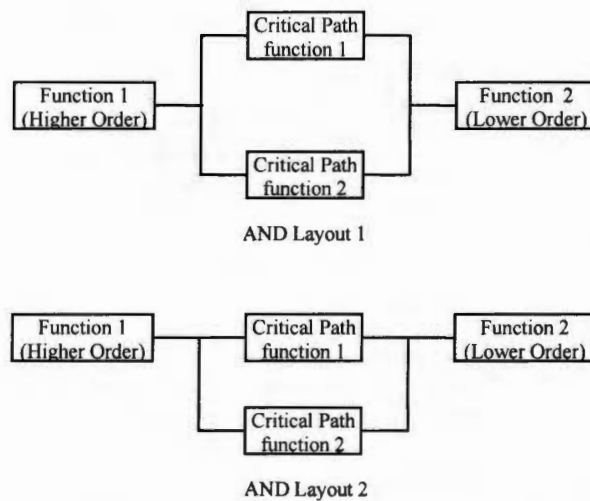 Critical Path
function 1
Function 1
(Higher Order)
Function 2
(Lower Order)
Critical Path
function 2
AND Layout 1
Function 1
(Higher Order)
Critical Path
function 1
Function 2
(Lower Order)
Critical Path
function 2
AND Layout 2